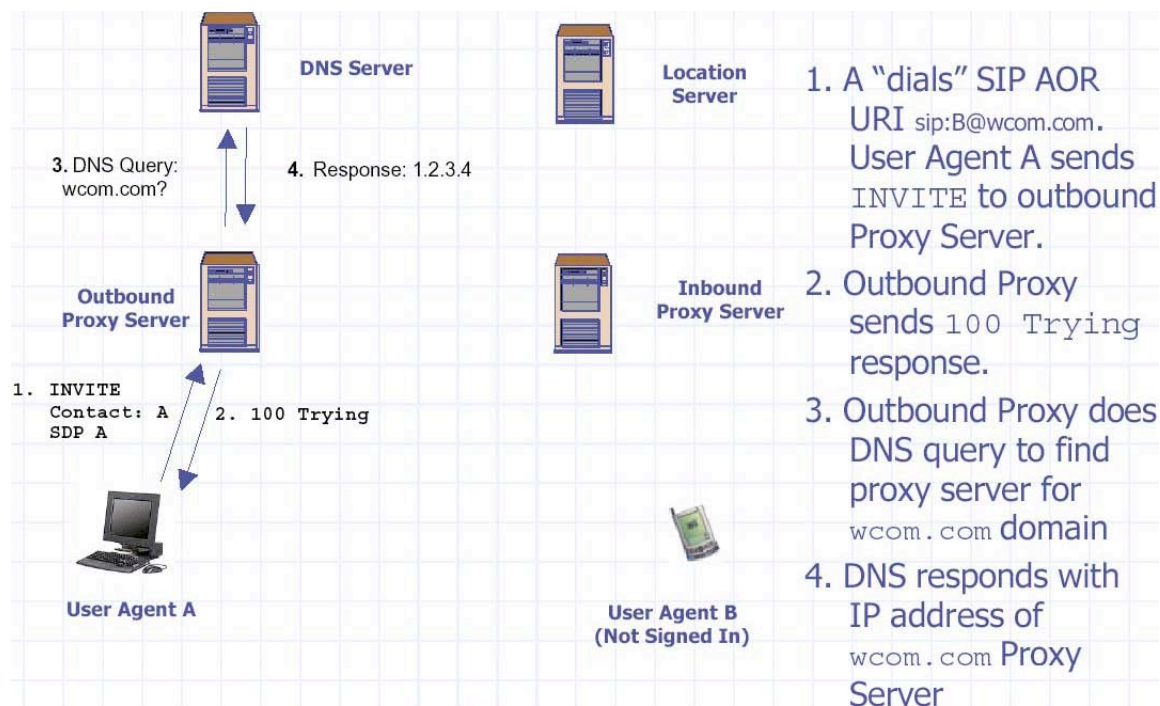 DNS Server
Location
Server
3. DNS Query:
wcom.com?
4. Response: 1.2.3.4
Outbound
Proxy Server
Inbound
Proxy Server
1. INVITE
Contact: A
SDP A
2. 100 Trying
User Agent A
User Agent B
(Not Signed In)
1. A “dials” SIP AOR
URI sip:B@wcom.com.
User Agent A sends
INVITE to outbound
Proxy Server.
2. Outbound Proxy
sends 100 Trying
response.
3. Outbound Proxy does
DNS query to find
proxy server for
wcom.com domain
4. DNS responds with
IP address of
wcom.com Proxy
Server